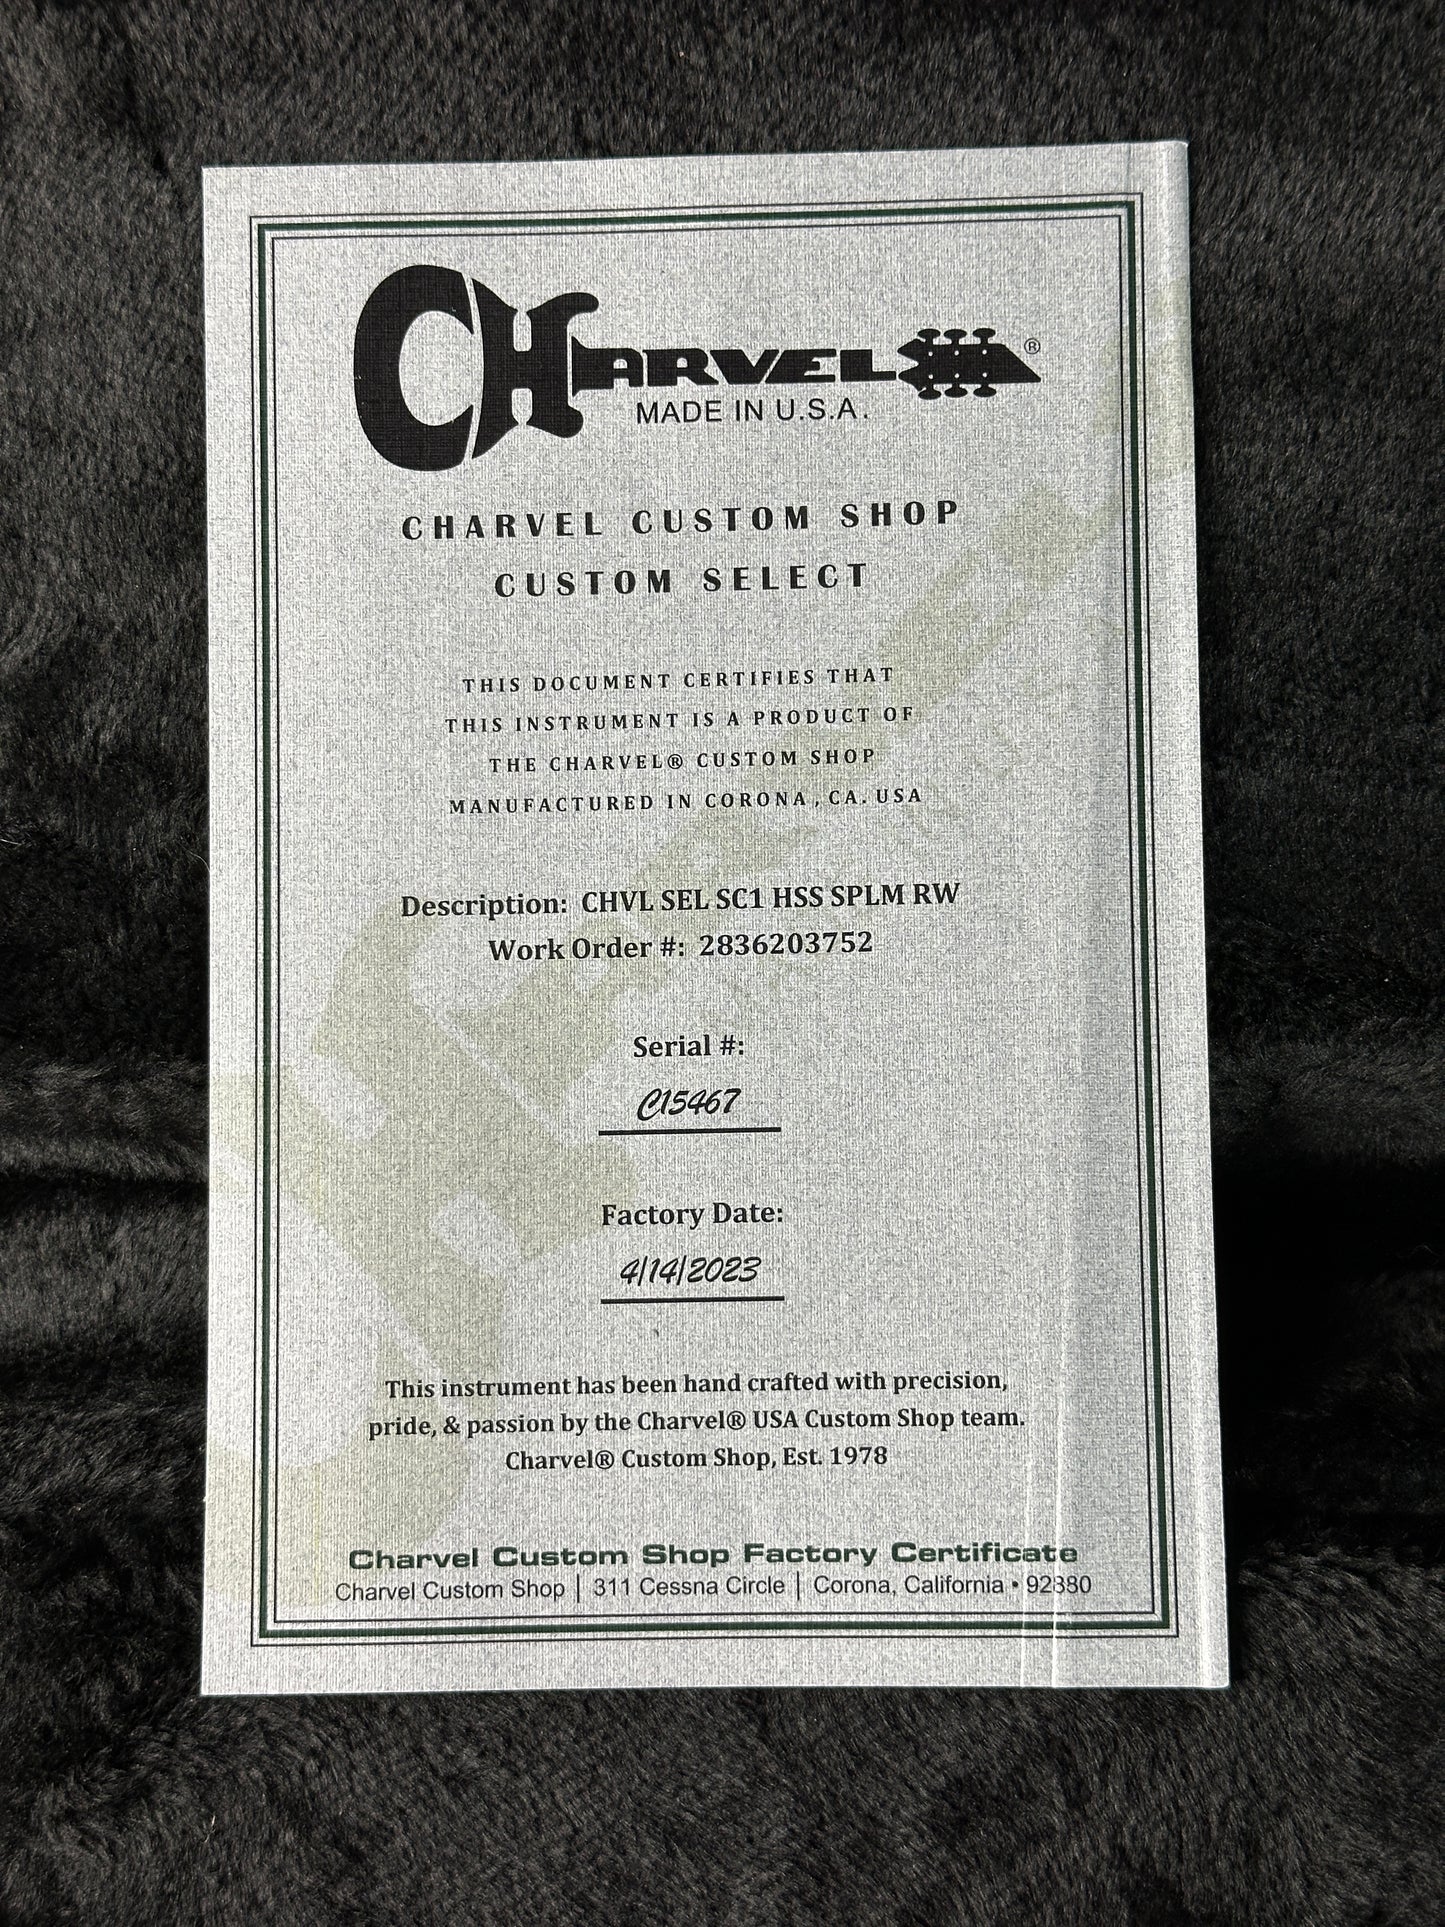 CHARVEL ®
MADE IN U.S.A.
CHARVEL CUSTOM SHOP
CUSTOM SELECT
THIS DOCUMENT CERTIFIES THAT
THIS INSTRUMENT IS A PRODUCT OF
THE CHARVEL® CUSTOM SHOP
MANUFACTURED IN CORONA, CA. USA
Description: CHVL SEL SC1 HSS SPLM RW
Work Order #: 2836203752
Serial #:
C15467
Factory Date:
4/14/2023
This instrument has been hand crafted with precision,
pride, & passion by the Charvel® USA Custom Shop team.
Charvel® Custom Shop, Est. 1978
Charvel Custom Shop Factory Certificate
Charvel Custom Shop | 311 Cessna Circle | Corona, California • 92880